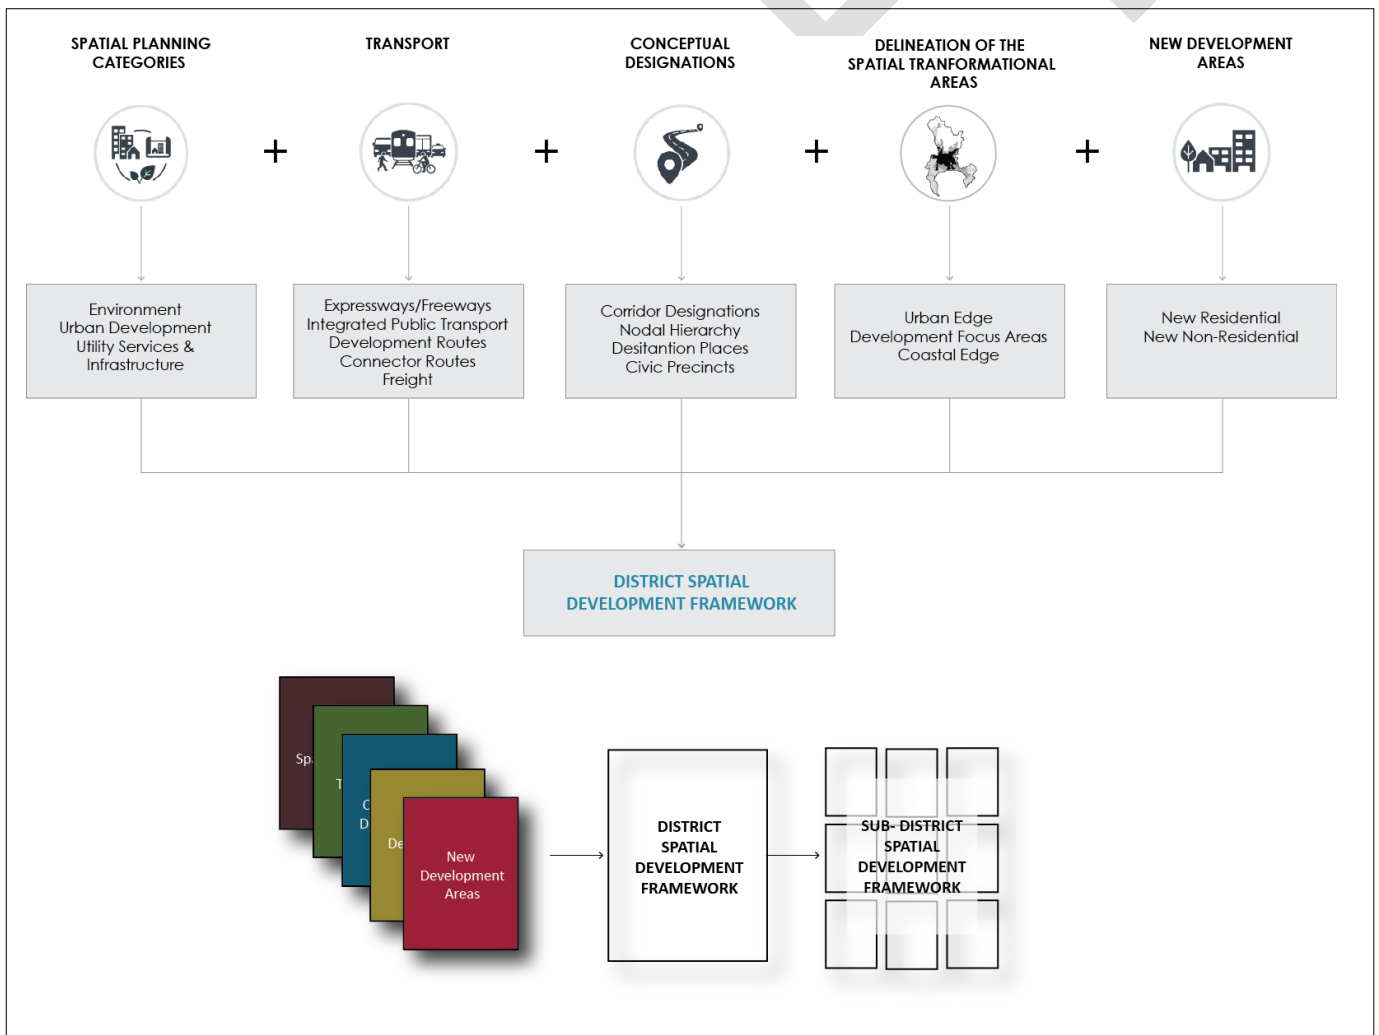 SPATIAL PLANNING
CATEGORIES
TRANSPORT
CONCEPTUAL
DESIGNATIONS
DELINEATION OF THE
SPATIAL TRANFORMATIONAL
AREAS
NEW DEVELOPMENT
AREAS
+
+
+
+
Environment
Urban Development
Utility Services &
Infrastructure
Expressways/Freeways
Integrated Public Transport
Development Routes
Connector Routes
Freight
Corridor Designations
Nodal Hierarchy
Desitantion Places
Civic Precincts
Urban Edge
Development Focus Areas
Coastal Edge
New Residential
New Non-Residential
DISTRICT SPATIAL
DEVELOPMENT FRAMEWORK
New
Development
Areas
DISTRICT
SPATIAL
DEVELOPMENT
FRAMEWORK
SUB- DISTRICT
SPATIAL
DEVELOPMENT
FRAMEWORK